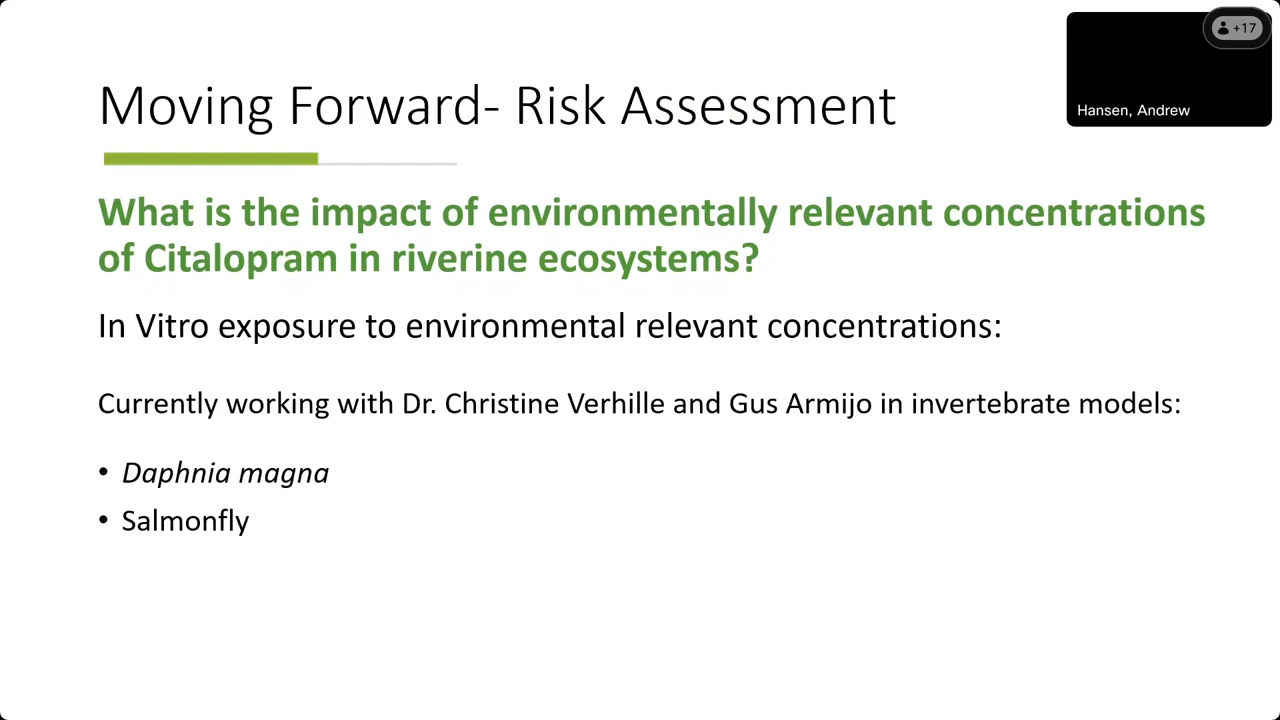 +17
Hansen, Andrew
Moving Forward- Risk Assessment
What is the impact of environmentally relevant concentrations
of Citalopram in riverine ecosystems?
In Vitro exposure to environmental relevant concentrations:
Currently working with Dr. Christine Verhille and Gus Armijo in invertebrate models:
• Daphnia magna
• Salmonfly